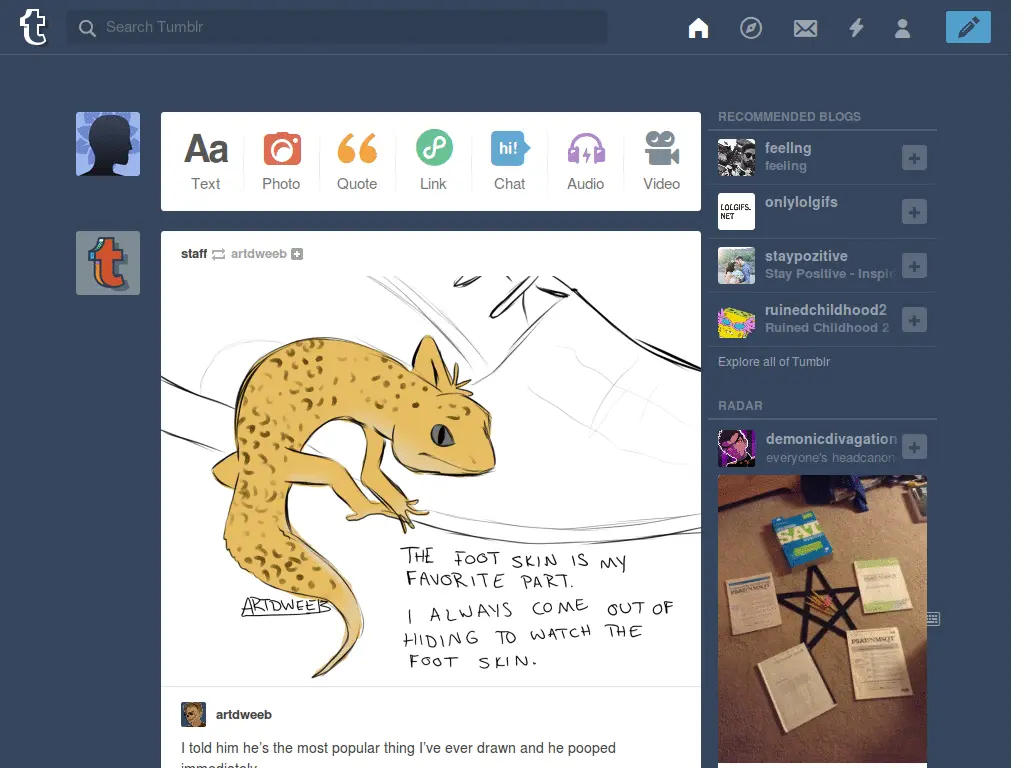 Search Tumblr
Aa
hi!
Text
Photo
Quote
Link
Chat
Audio
Video
staff artdweeb
THE FOOT SKIN IS MY
FAVORITE PART.
I ALWAYS COME OUT OF
HIDING TO WATCH THE
FOOT SKIN.
ARTDWEEB
artdweeb
I told him he's the most popular thing I've ever drawn and he pooped
immediately
RECOMMENDED BLOGS
feellng
feeling
LOLGIFS.
NET
onlylolgifs
staypozitive
Stay Positive - Inspir
ruinedchildhood2
Ruined Childhood 2
Explore all of Tumblr
RADAR
demonicdivagation
everyone's headcanon
SAT